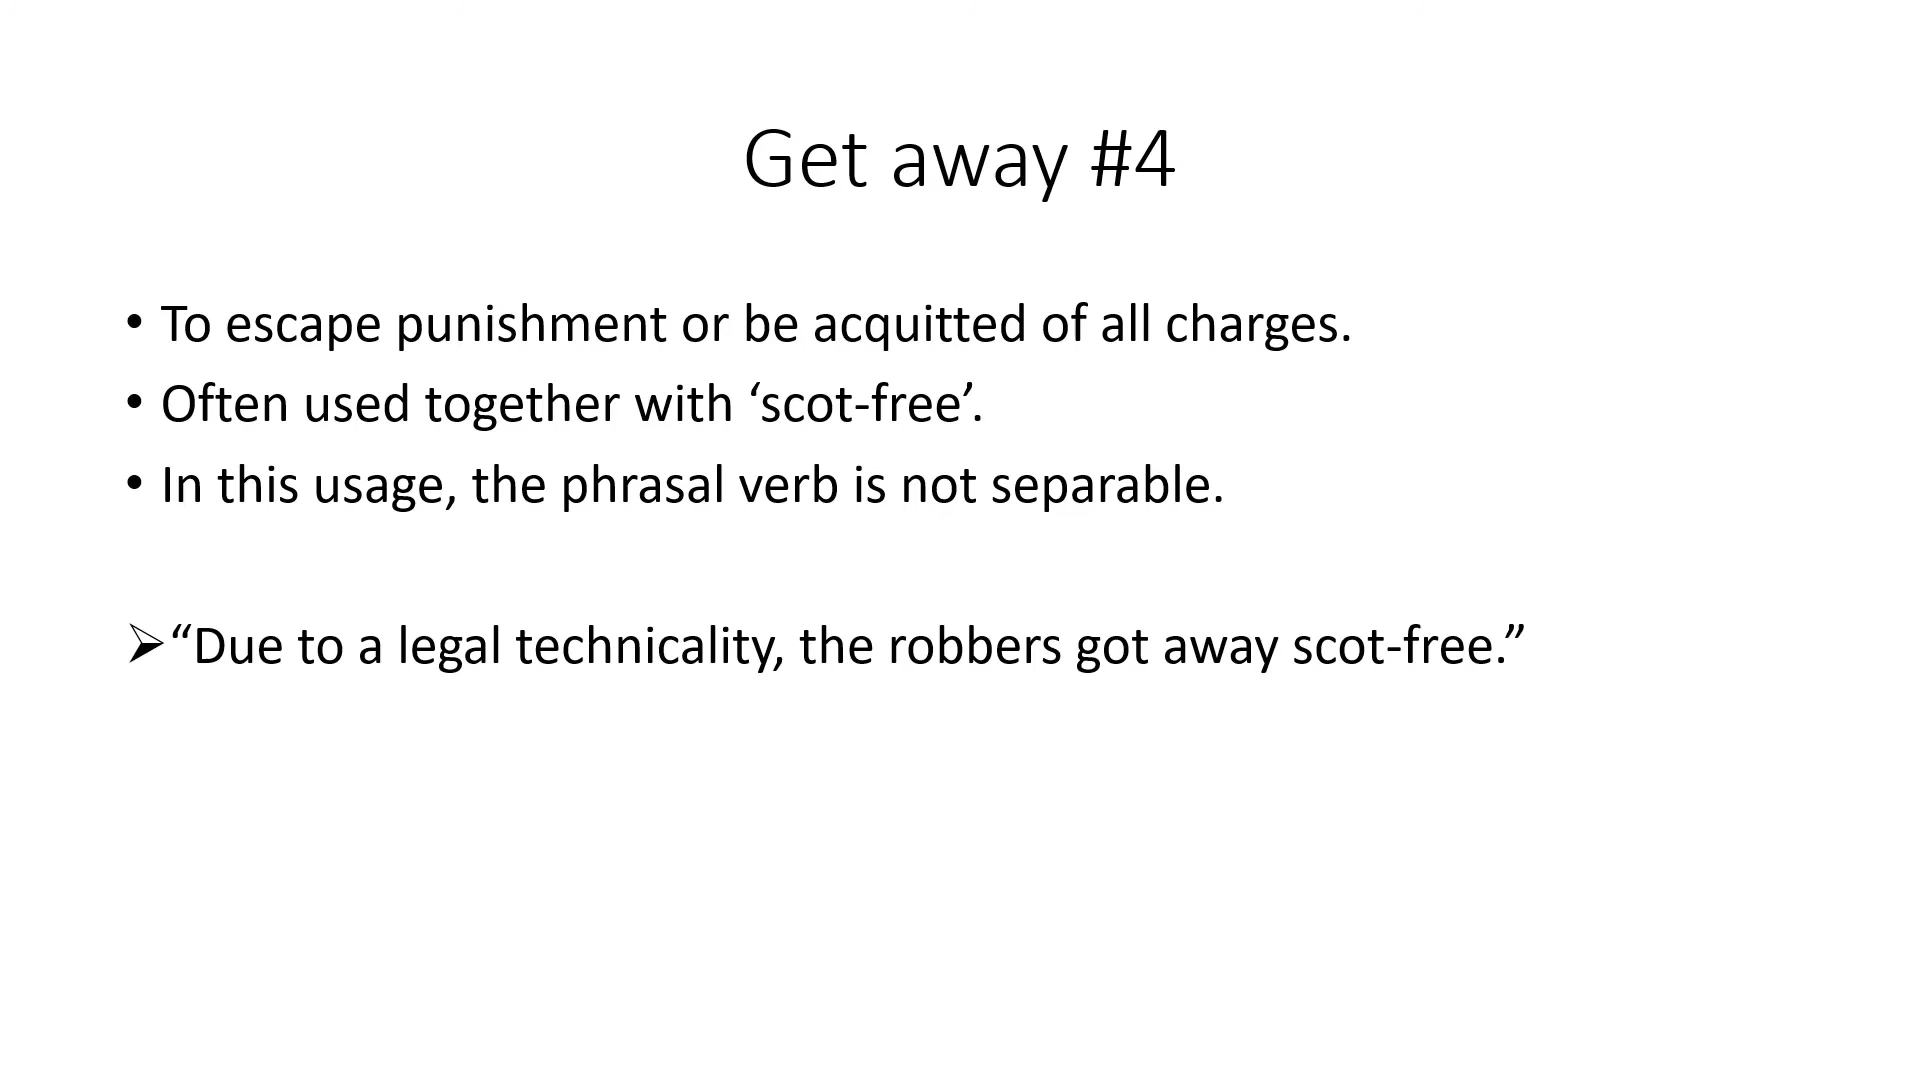 Get away #4
• To escape punishment or be acquitted of all charges.
• Often used together with ‘scot-free’.
• In this usage, the phrasal verb is not separable.
➢“Due to a legal technicality, the robbers got away scot-free.”